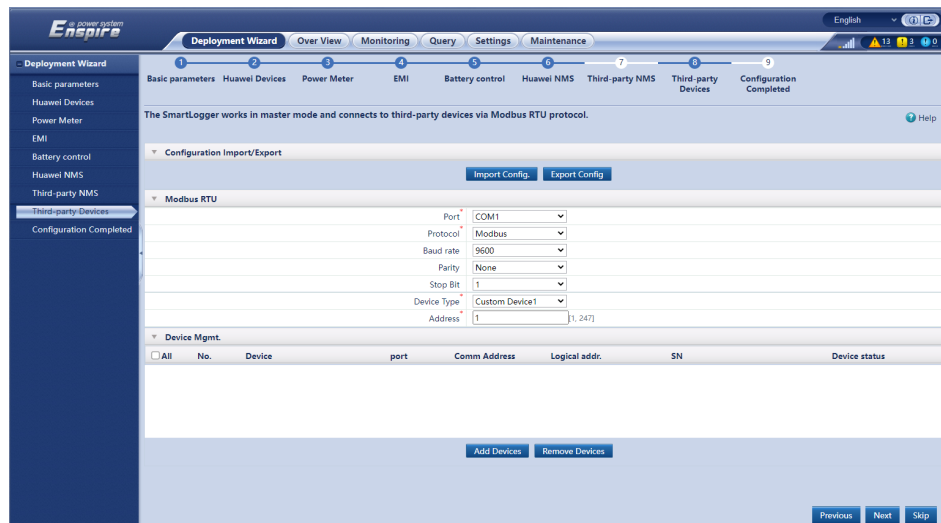 English
Enspire
e power system
Deployment Wizard Over View Monitoring Query Settings Maintenance
13 3 0
Deployment Wizard
Basic parameters
Huawei Devices
Power Meter
EMI
Battery control
Huawei NMS
Third-party NMS
Third-party Devices
Configuration Completed
1 2 3 4 5 6 7 8 9
Basic parameters Huawei Devices Power Meter EMI Battery control Huawei NMS Third-party NMS Third-party Devices Configuration Completed
The SmartLogger works in master mode and connects to third-party devices via Modbus RTU protocol.
Help
Configuration Import/Export
Import Config. Export Config
Modbus RTU
Port* COM1
Protocol* Modbus
Baud rate 9600
Parity None
Stop Bit 1
Device Type* Custom Device1
Address* 1 [1, 247]
Device Mgmt.
All No. Device port Comm Address Logical addr. SN Device status
Add Devices Remove Devices
Previous Next Skip